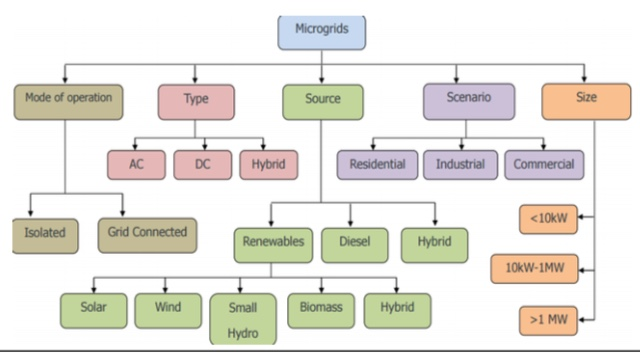 Microgrids
Mode of operation
Type
Source
Scenario
Size
AC
DC
Hybrid
Residential
Industrial
Commercial
Isolated
Grid Connected
Renewables
Diesel
Hybrid
<10kW
10kW-1MW
>1 MW
Solar
Wind
Small
Hydro
Biomass
Hybrid